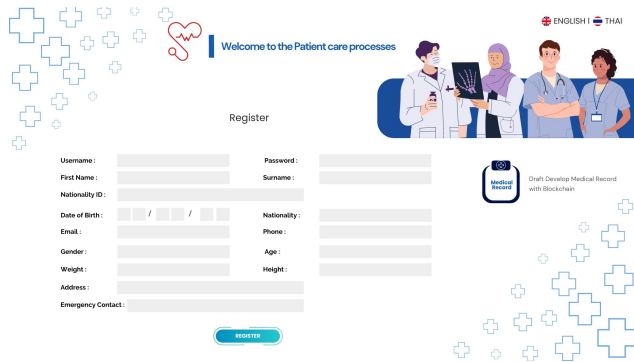 ENGLISH I THAI
Welcome to the Patient care processes
Register
Username :
Password :
First Name :
Surname :
Nationality ID :
Date of Birth : / /
Nationality :
Email :
Phone :
Gender :
Age :
Weight :
Height :
Address :
Emergency Contact :
REGISTER
Medical
Record
Draft Develop Medical Record
with Blockchain